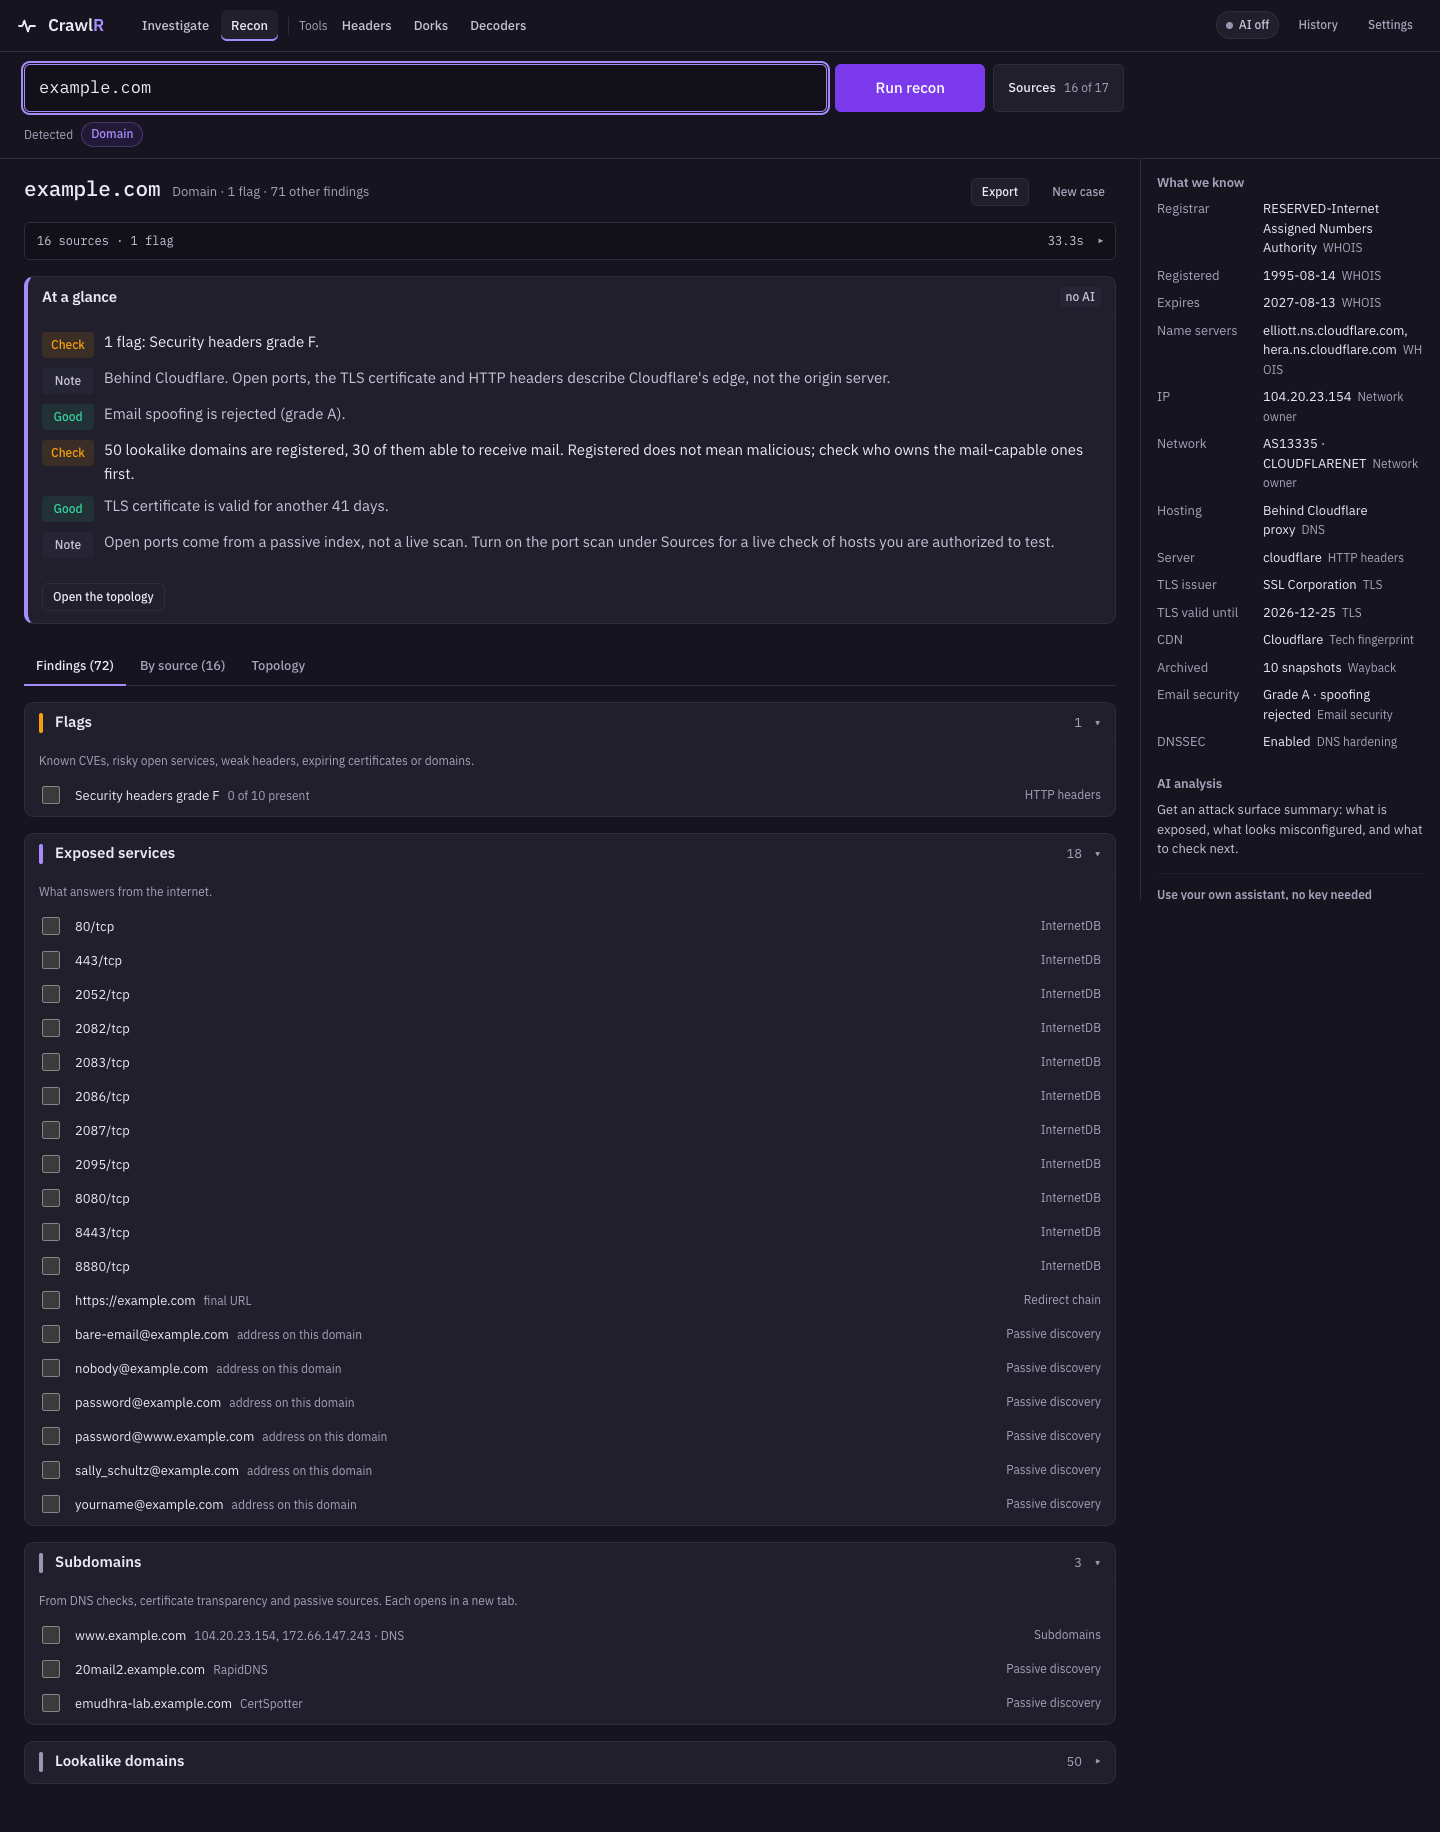 CrawlR
Investigate
Recon
Tools
Headers
Dorks
Decoders
AI off
History
Settings
example.com
Run recon
Sources 16 of 17
Detected Domain
example.com Domain · 1 flag · 71 other findings
Export
New case
16 sources · 1 flag
33.3s ▸
At a glance
no AI
Check 1 flag: Security headers grade F.
Note Behind Cloudflare. Open ports, the TLS certificate and HTTP headers describe Cloudflare's edge, not the origin server.
Good Email spoofing is rejected (grade A).
Check 50 lookalike domains are registered, 30 of them able to receive mail. Registered does not mean malicious; check who owns the mail-capable ones
first.
Good TLS certificate is valid for another 41 days.
Note Open ports come from a passive index, not a live scan. Turn on the port scan under Sources for a live check of hosts you are authorized to test.
Open the topology
Findings (72)
By source (16)
Topology
Flags 1 ▾
Known CVEs, risky open services, weak headers, expiring certificates or domains.
Security headers grade F 0 of 10 present HTTP headers
Exposed services 18 ▾
What answers from the internet.
80/tcp InternetDB
443/tcp InternetDB
2052/tcp InternetDB
2082/tcp InternetDB
2083/tcp InternetDB
2086/tcp InternetDB
2087/tcp InternetDB
2095/tcp InternetDB
8080/tcp InternetDB
8443/tcp InternetDB
8880/tcp InternetDB
https://example.com final URL Redirect chain
bare-email@example.com address on this domain Passive discovery
nobody@example.com address on this domain Passive discovery
password@example.com address on this domain Passive discovery
password@www.example.com address on this domain Passive discovery
sally_schultz@example.com address on this domain Passive discovery
yourname@example.com address on this domain Passive discovery
Subdomains 3 ▾
From DNS checks, certificate transparency and passive sources. Each opens in a new tab.
www.example.com 104.20.23.154, 172.66.147.243 · DNS Subdomains
20mail2.example.com RapidDNS Passive discovery
emudhra-lab.example.com CertSpotter Passive discovery
Lookalike domains 50 ▸
What we know
Registrar RESERVED-Internet
Assigned Numbers
Authority WHOIS
Registered 1995-08-14 WHOIS
Expires 2027-08-13 WHOIS
Name servers elliott.ns.cloudflare.com,
hera.ns.cloudflare.com WH
OIS
IP 104.20.23.154 Network
owner
Network AS13335 ·
CLOUDFLARENET Network
owner
Hosting Behind Cloudflare
proxy DNS
Server cloudflare HTTP headers
TLS issuer SSL Corporation TLS
TLS valid until 2026-12-25 TLS
CDN Cloudflare Tech fingerprint
Archived 10 snapshots Wayback
Email security Grade A · spoofing
rejected Email security
DNSSEC Enabled DNS hardening
AI analysis
Get an attack surface summary: what is
exposed, what looks misconfigured, and what
to check next.
Use your own assistant, no key needed